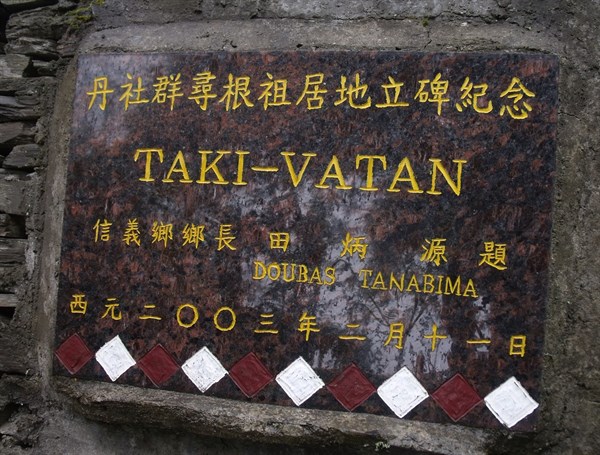 丹社群尋根祖居地立碑紀念
TAKI-VATAN
信義鄉鄉長 田炳源題
DOUBAS TANABIMA
西元二〇〇三年二月十一日